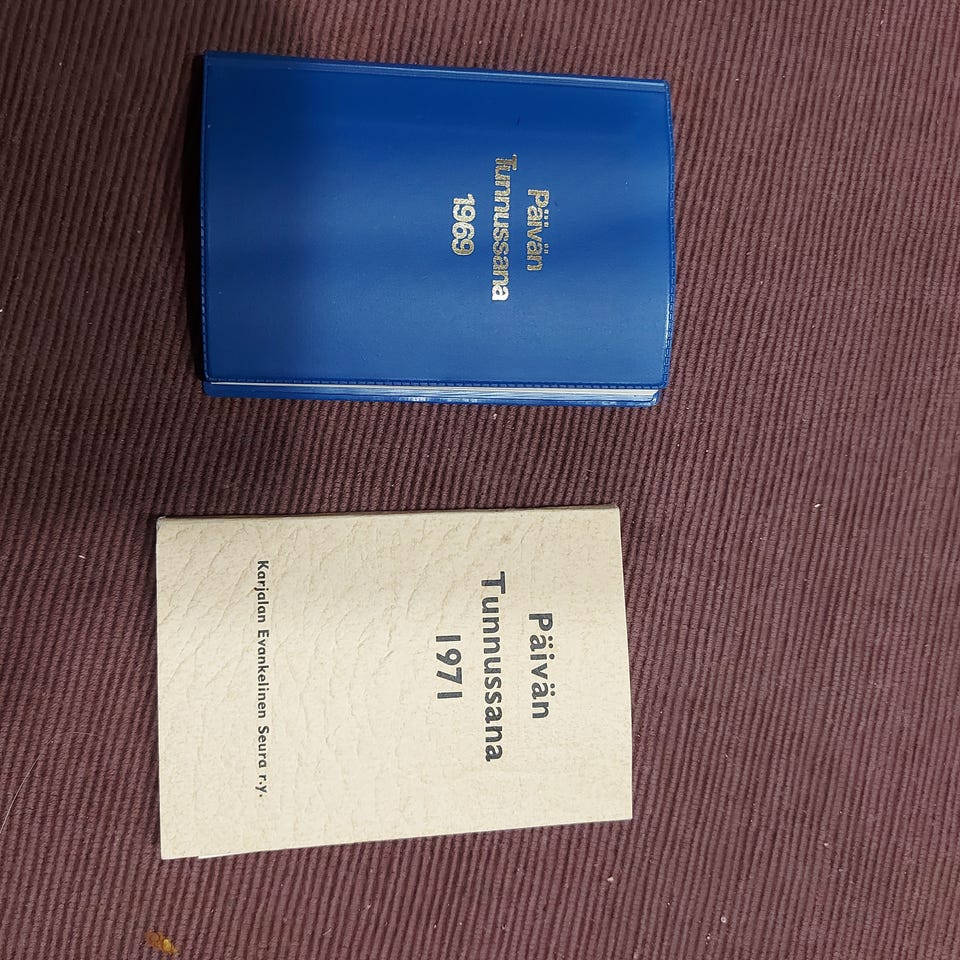 Päivän
Tunnussana
1969
Päivän
Tunnussana
1971
Karjalan Evankelinen Seura r.y.